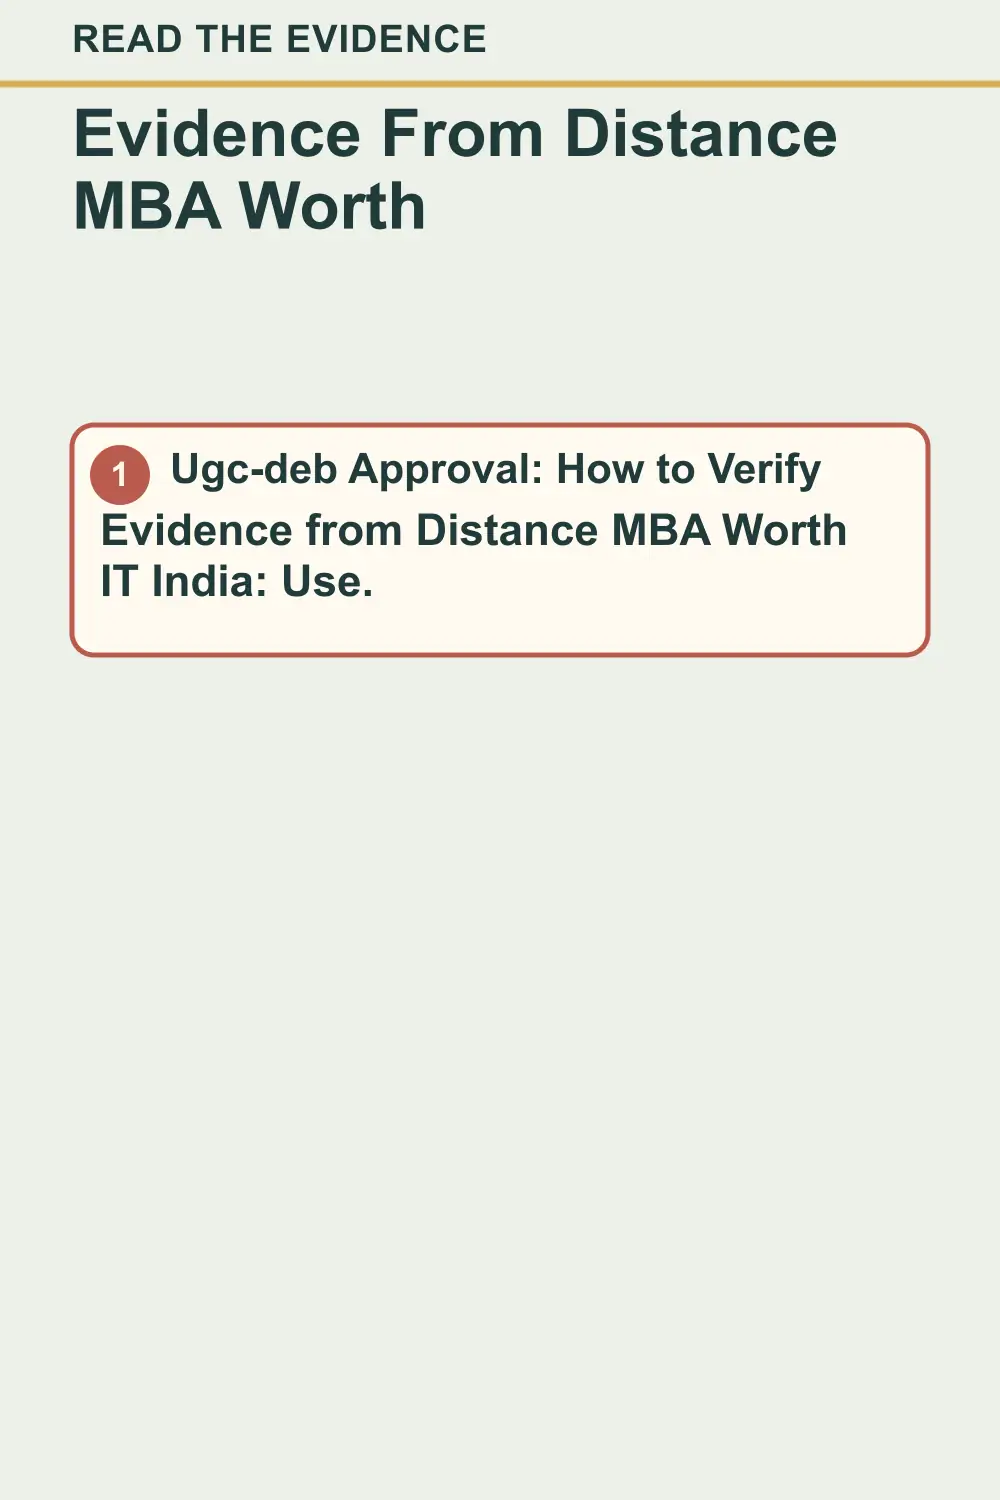 READ THE EVIDENCE
Evidence From Distance
MBA Worth
1 Ugc-deb Approval: How to Verify
Evidence from Distance MBA Worth
IT India: Use.